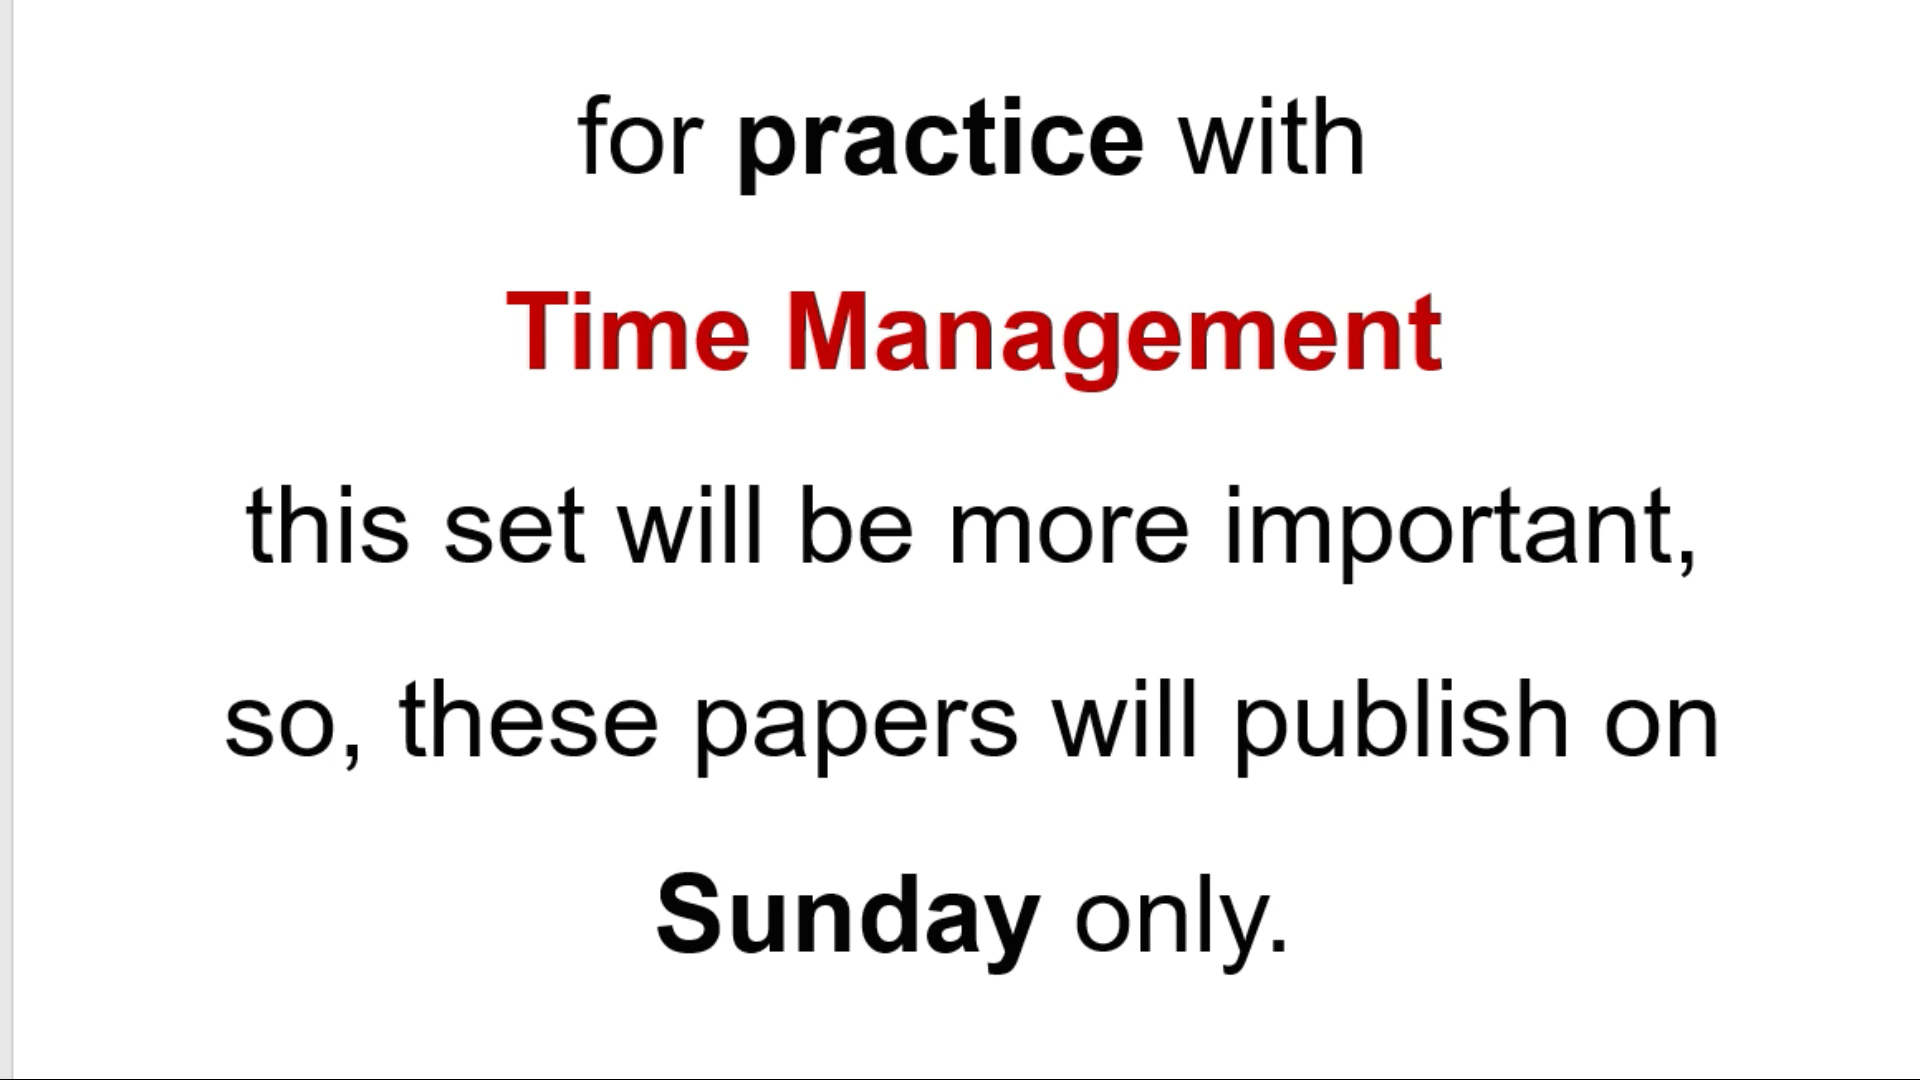 for practice with
Time Management
this set will be more important,
so, these papers will publish on
Sunday only.